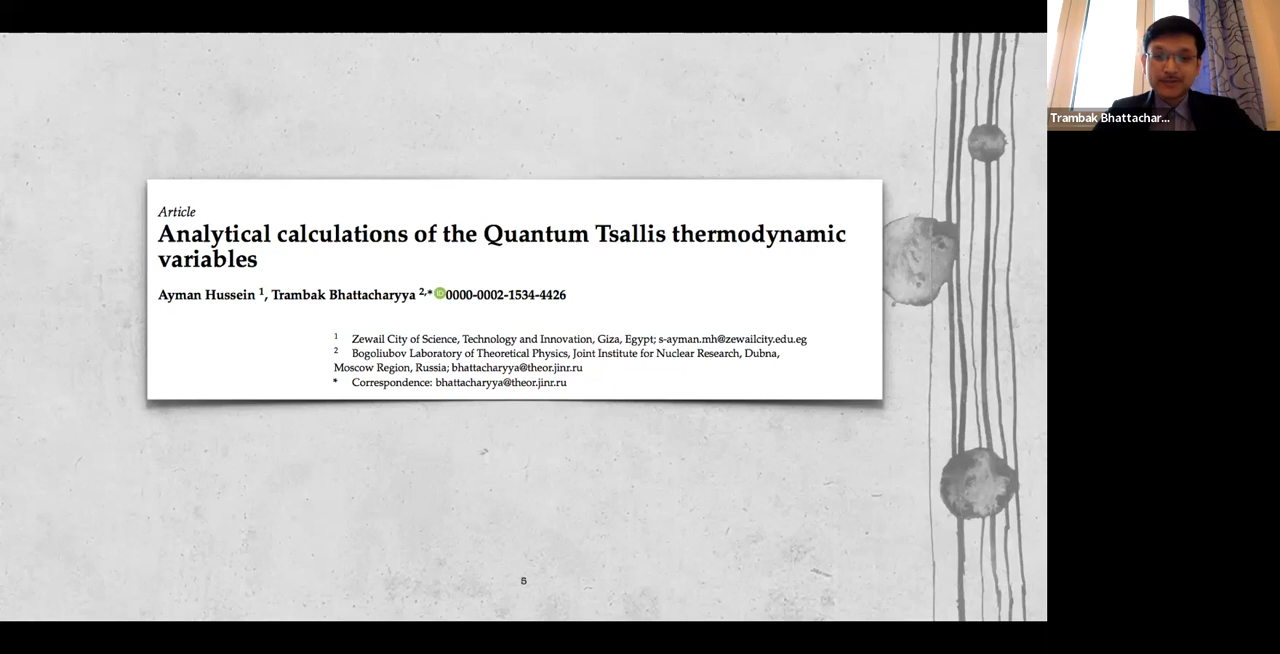 Article
Analytical calculations of the Quantum Tsallis thermodynamic
variables
Ayman Hussein 1, Trambak Bhattacharyya 2,* iD 0000-0002-1534-4426
1 Zewail City of Science, Technology and Innovation, Giza, Egypt; s-ayman.mh@zewailcity.edu.eg
2 Bogoliubov Laboratory of Theoretical Physics, Joint Institute for Nuclear Research, Dubna,
Moscow Region, Russia; bhattacharyya@theor.jinr.ru
* Correspondence: bhattacharyya@theor.jinr.ru
5
Trambak Bhattachar...